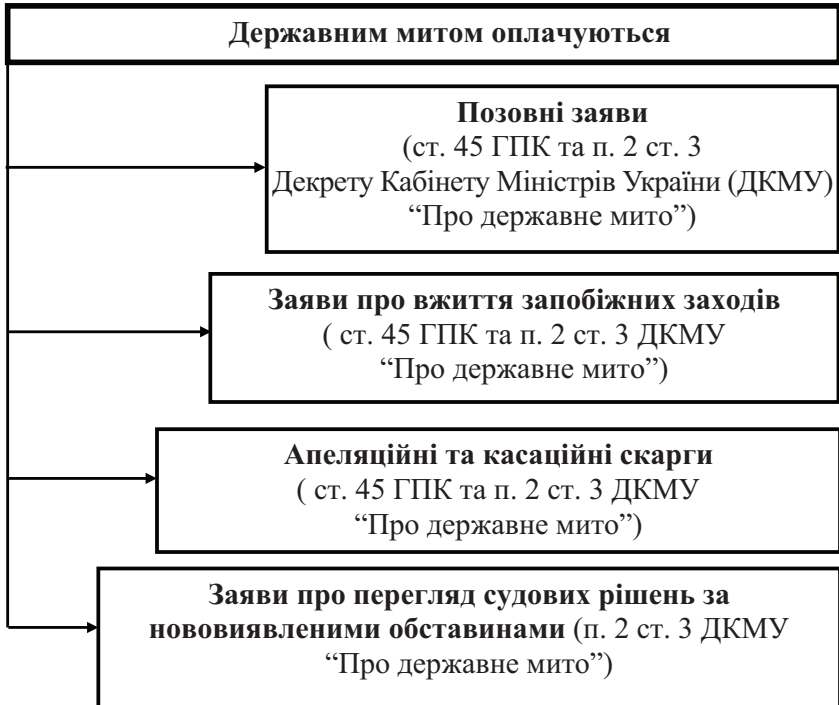 Державним митом оплачуються
Позовні заяви
(ст. 45 ГПК та п. 2 ст. 3
Декрету Кабінету Міністрів України (ДКМУ)
“Про державне мито”)
Заяви про вжиття запобіжних заходів
( ст. 45 ГПК та п. 2 ст. 3 ДКМУ
“Про державне мито”)
Апеляційні та касаційні скарги
( ст. 45 ГПК та п. 2 ст. 3 ДКМУ
“Про державне мито”)
Заяви про перегляд судових рішень за
нововиявленими обставинами (п. 2 ст. 3 ДКМУ
“Про державне мито”)